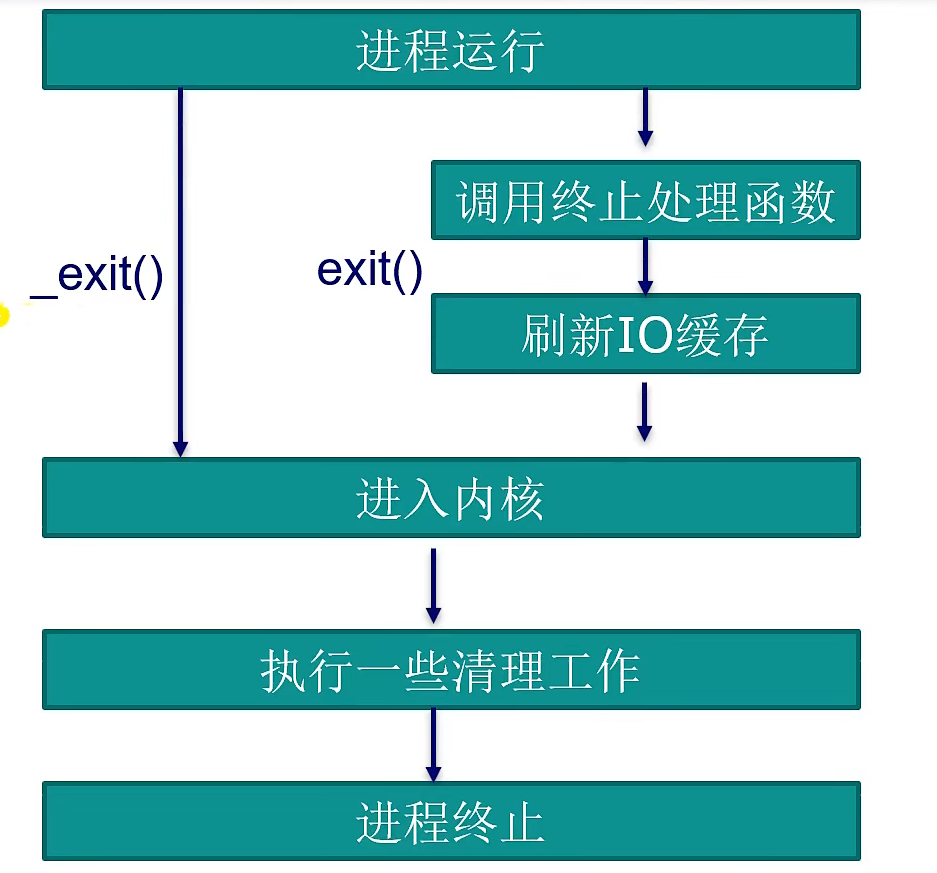 进程运行
调用终止处理函数
_exit()
exit()
刷新IO缓存
进入内核
执行一些清理工作
进程终止